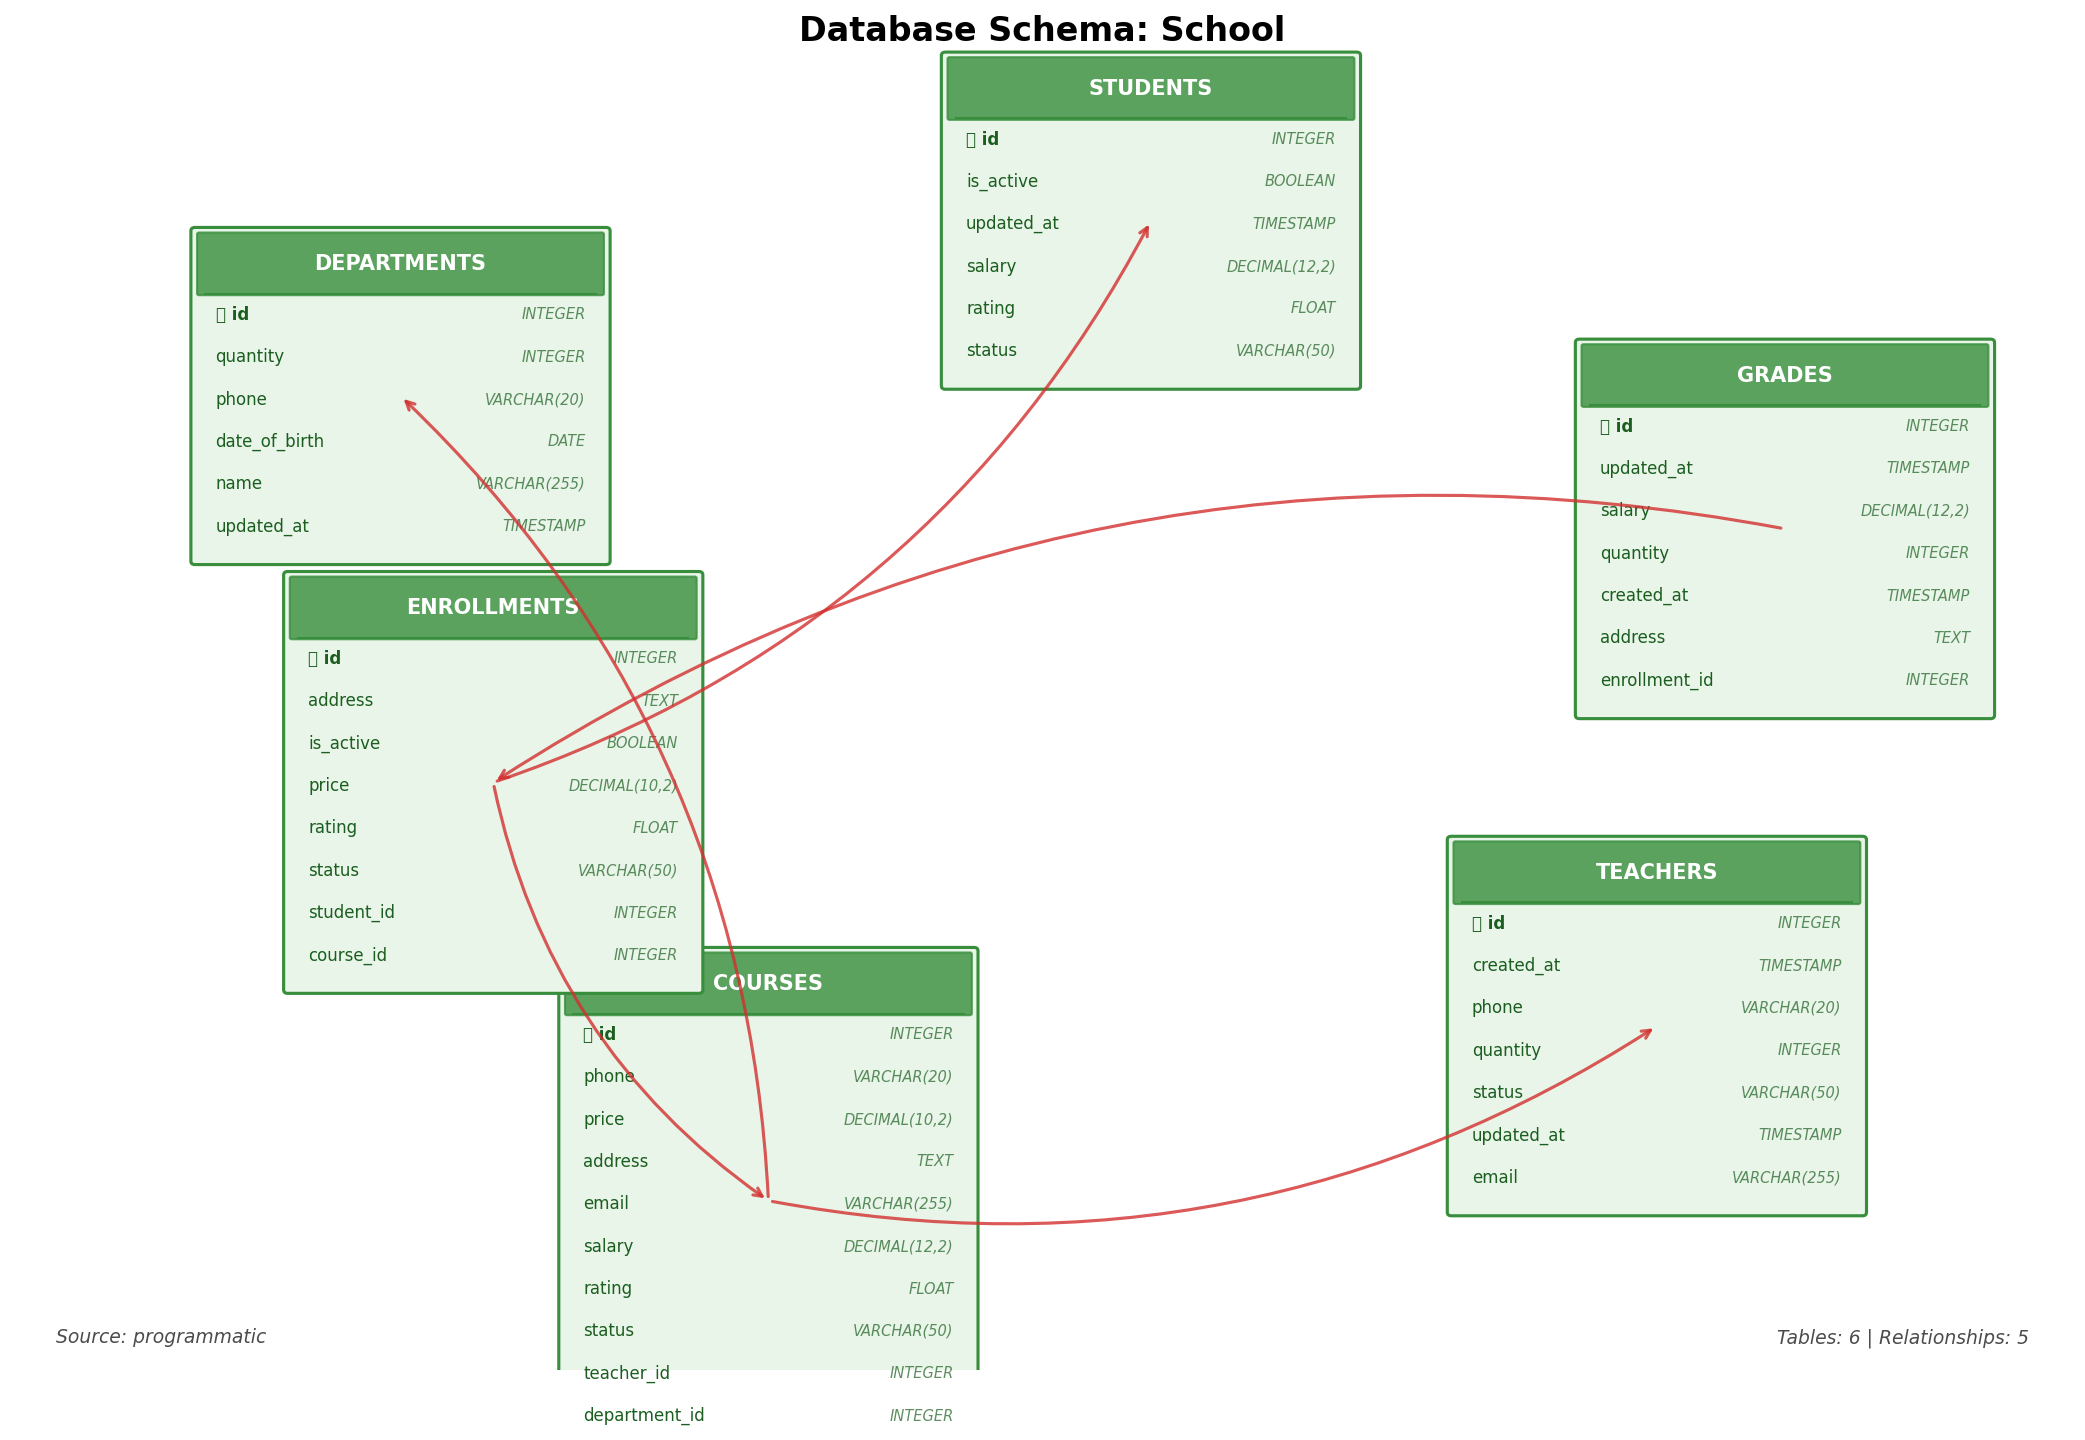 Database Schema: School
STUDENTS
id INTEGER
is_active BOOLEAN
updated_at TIMESTAMP
salary DECIMAL(12,2)
rating FLOAT
status VARCHAR(50)
DEPARTMENTS
id INTEGER
quantity INTEGER
phone VARCHAR(20)
date_of_birth DATE
name VARCHAR(255)
updated_at TIMESTAMP
GRADES
id INTEGER
updated_at TIMESTAMP
salary DECIMAL(12,2)
quantity INTEGER
created_at TIMESTAMP
address TEXT
enrollment_id INTEGER
ENROLLMENTS
id INTEGER
address TEXT
is_active BOOLEAN
price DECIMAL(10,2)
rating FLOAT
status VARCHAR(50)
student_id INTEGER
course_id INTEGER
TEACHERS
id INTEGER
created_at TIMESTAMP
phone VARCHAR(20)
quantity INTEGER
status VARCHAR(50)
updated_at TIMESTAMP
email VARCHAR(255)
COURSES
id INTEGER
phone VARCHAR(20)
price DECIMAL(10,2)
address TEXT
email VARCHAR(255)
salary DECIMAL(12,2)
rating FLOAT
status VARCHAR(50)
teacher_id INTEGER
department_id INTEGER
Source: programmatic
Tables: 6 | Relationships: 5